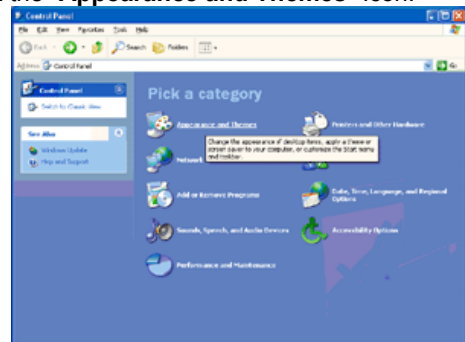 the "Appearance and Themes" icon.
Control Panel
File Edit View Favorites Tools Help
Back Search Folders
Address Control Panel Go
Control Panel
Switch to Classic View
See Also
Windows Update
Help and Support
Pick a category
Appearance and Themes
Printers and Other Hardware
Change the appearance of desktop items, apply a theme or
screen saver to your computer, or customize the Start menu
and taskbar.
Network
Add or Remove Programs
Date, Time, Language, and Regional
Options
Sounds, Speech, and Audio Devices
Accessibility Options
Performance and Maintenance